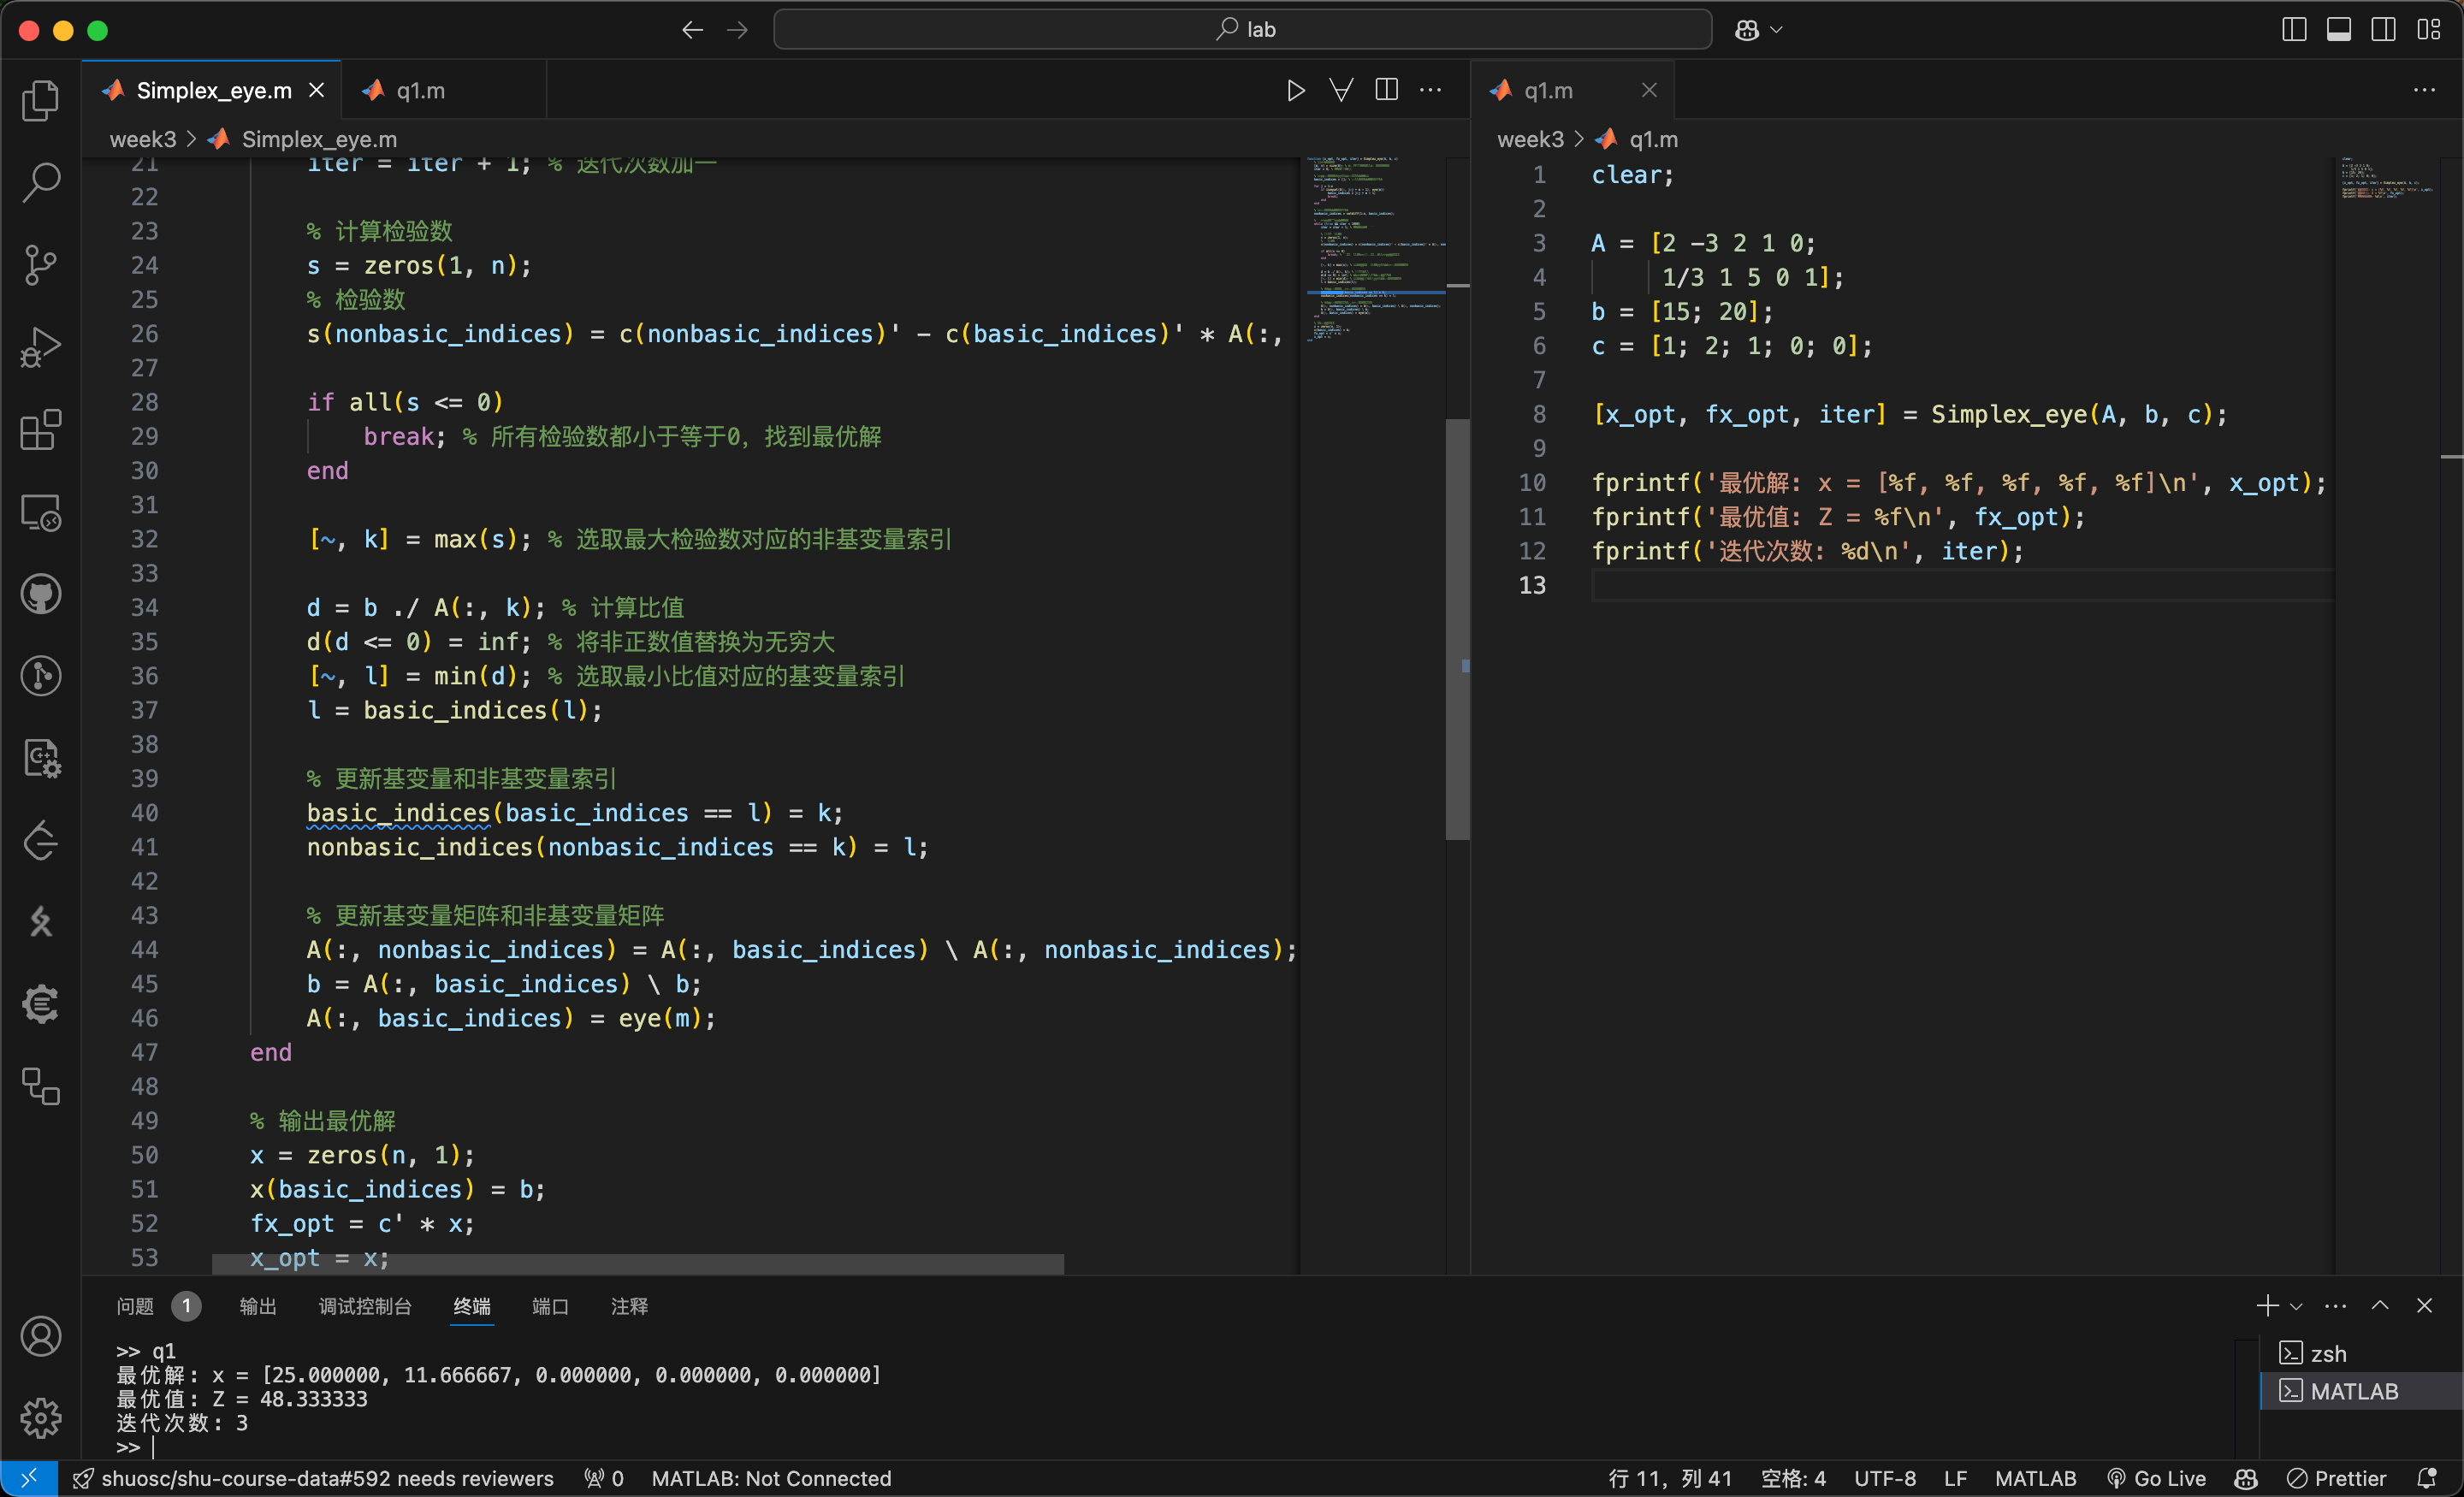 lab
Simplex_eye.m
q1.m
week3 > Simplex_eye.m
21 iter = iter + 1; % 迭代次数加一
22
23 % 计算检验数
24 s = zeros(1, n);
25 % 检验数
26 s(nonbasic_indices) = c(nonbasic_indices)' - c(basic_indices)' * A(:,
27
28 if all(s <= 0)
29 break; % 所有检验数都小于等于0，找到最优解
30 end
31
32 [~, k] = max(s); % 选取最大检验数对应的非基变量索引
33
34 d = b ./ A(:, k); % 计算比值
35 d(d <= 0) = inf; % 将非正数值替换为无穷大
36 [~, l] = min(d); % 选取最小比值对应的基变量索引
37 l = basic_indices(l);
38
39 % 更新基变量和非基变量索引
40 basic_indices(basic_indices == l) = k;
41 nonbasic_indices(nonbasic_indices == k) = l;
42
43 % 更新基变量矩阵和非基变量矩阵
44 A(:, nonbasic_indices) = A(:, basic_indices) \ A(:, nonbasic_indices);
45 b = A(:, basic_indices) \ b;
46 A(:, basic_indices) = eye(m);
47 end
48
49 % 输出最优解
50 x = zeros(n, 1);
51 x(basic_indices) = b;
52 fx_opt = c' * x;
53 x_opt = x;
q1.m
week3 > q1.m
1 clear;
2
3 A = [2 -3 2 1 0;
4 1/3 1 5 0 1];
5 b = [15; 20];
6 c = [1; 2; 1; 0; 0];
7
8 [x_opt, fx_opt, iter] = Simplex_eye(A, b, c);
9
10 fprintf('最优解: x = [%f, %f, %f, %f, %f]\n', x_opt);
11 fprintf('最优值: Z = %f\n', fx_opt);
12 fprintf('迭代次数: %d\n', iter);
13
问题 1 输出 调试控制台 终端 端口 注释
>> q1
最优解: x = [25.000000, 11.666667, 0.000000, 0.000000, 0.000000]
最优值: Z = 48.333333
迭代次数: 3
>>
zsh
MATLAB
shuosc/shu-course-data#592 needs reviewers 0 MATLAB: Not Connected 行 11，列 41 空格: 4 UTF-8 LF MATLAB Go Live Prettier